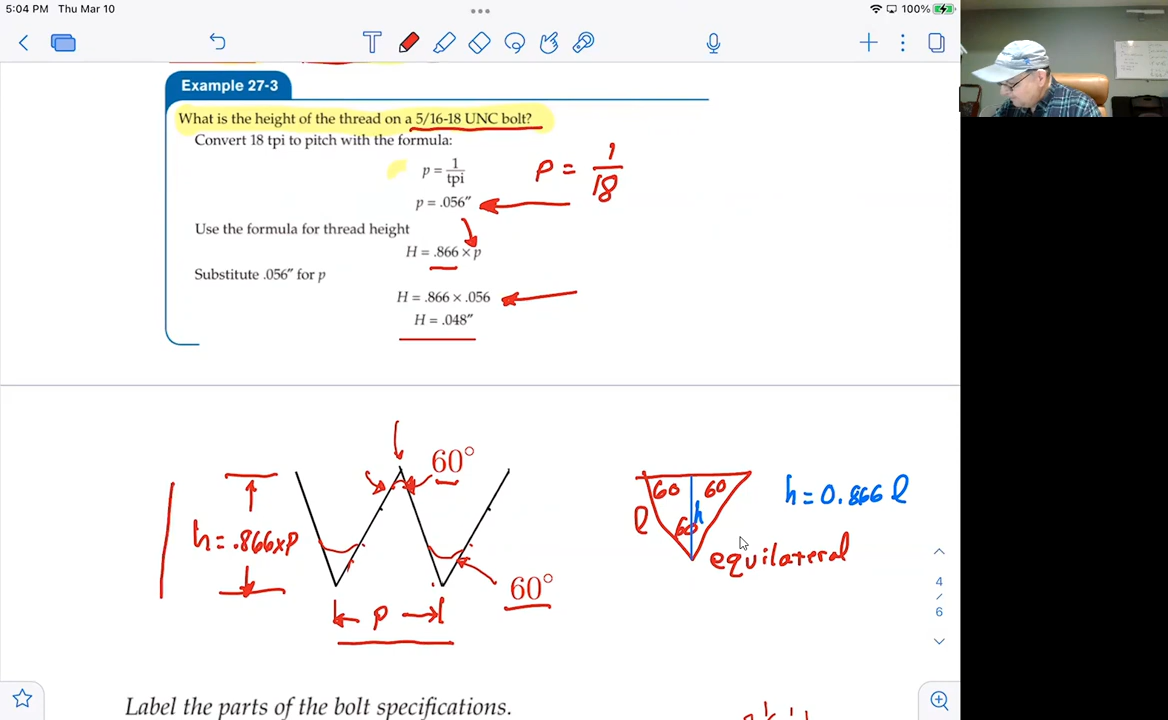 5:04 PM Thu Mar 10
100%
T
Example 27-3
What is the height of the thread on a 5/16-18 UNC bolt?
Convert 18 tpi to pitch with the formula:
p = 1/tpi
p = 1/18
p = .056″
Use the formula for thread height
H = .866 × p
Substitute .056″ for p
H = .866 × .056
H = .048″
60°
60 60
h = 0.866 l
h = .866xp
l
60
h
equilateral
60°
p
4
/
6
Label the parts of the bolt specifications.